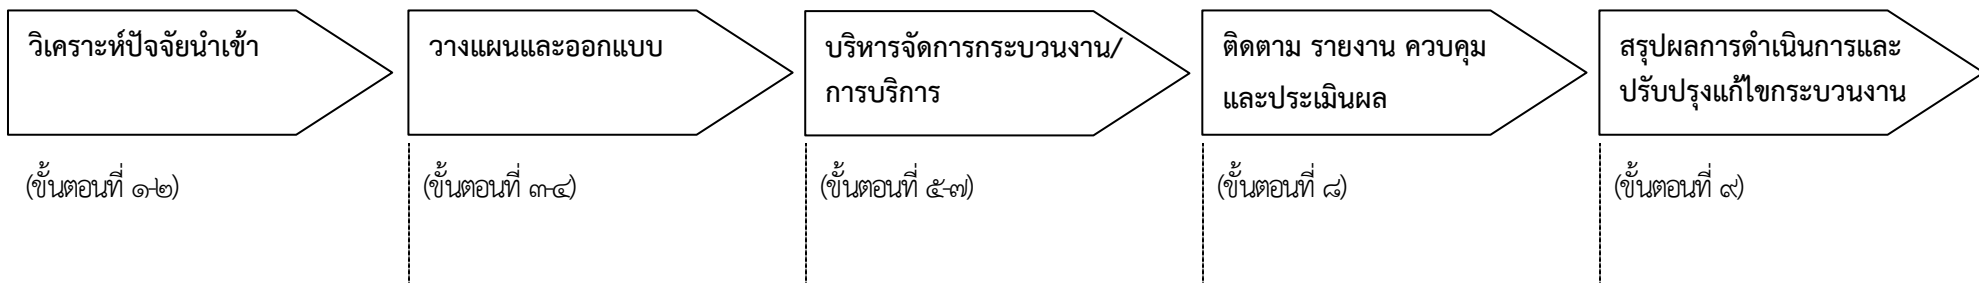 วิเคราะห์ปัจจัยนำเข้า
(ขั้นตอนที่ ๑-๒)
วางแผนและออกแบบ
(ขั้นตอนที่ ๓-๔)
บริหารจัดการกระบวนงาน/
การบริการ
(ขั้นตอนที่ ๕-๗)
ติดตาม รายงาน ควบคุม
และประเมินผล
(ขั้นตอนที่ ๘)
สรุปผลการดำเนินการและ
ปรับปรุงแก้ไขกระบวนงาน
(ขั้นตอนที่ ๙)